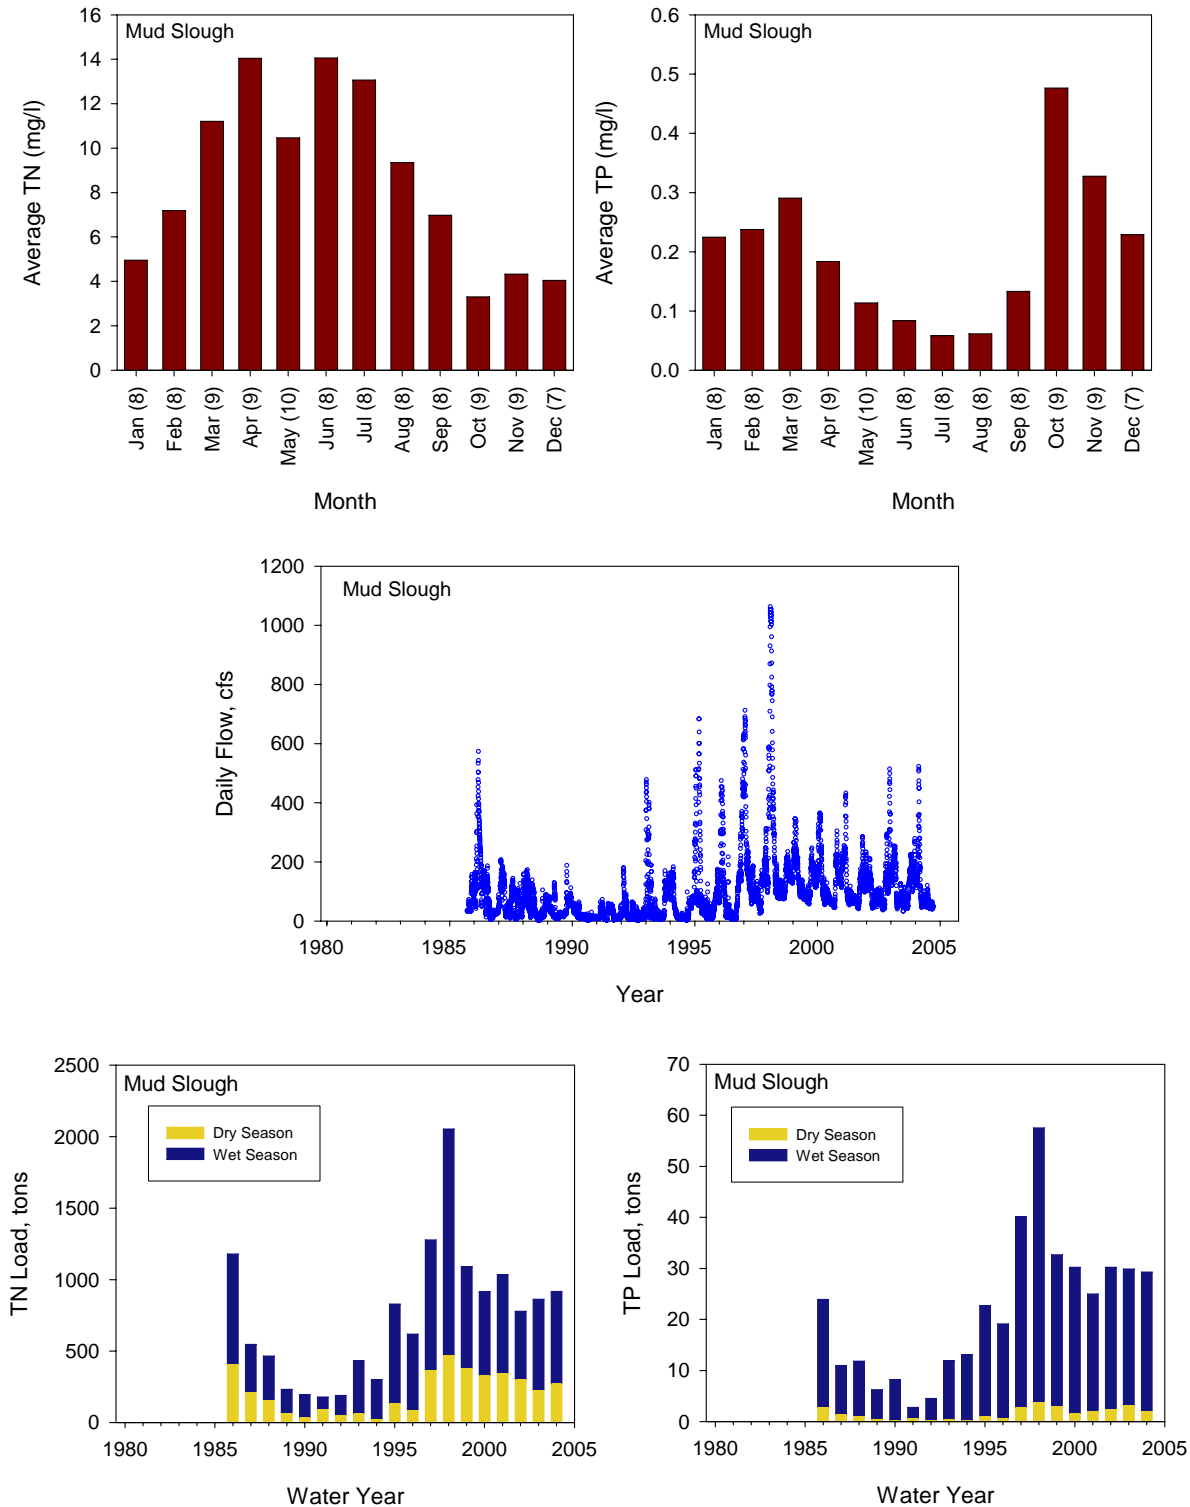 Mud Slough
Average TN (mg/l)
16
14
12
10
8
6
4
2
0
Jan (8)
Feb (8)
Mar (9)
Apr (9)
May (10)
Jun (8)
Jul (8)
Aug (8)
Sep (8)
Oct (9)
Nov (9)
Dec (7)
Month
Mud Slough
Average TP (mg/l)
0.6
0.5
0.4
0.3
0.2
0.1
0.0
Jan (8)
Feb (8)
Mar (9)
Apr (9)
May (10)
Jun (8)
Jul (8)
Aug (8)
Sep (8)
Oct (9)
Nov (9)
Dec (7)
Month
Mud Slough
Daily Flow, cfs
1200
1000
800
600
400
200
0
1980 1985 1990 1995 2000 2005
Year
Mud Slough
Dry Season
Wet Season
TN Load, tons
2500
2000
1500
1000
500
0
1980 1985 1990 1995 2000 2005
Water Year
Mud Slough
Dry Season
Wet Season
TP Load, tons
70
60
50
40
30
20
10
0
1980 1985 1990 1995 2000 2005
Water Year